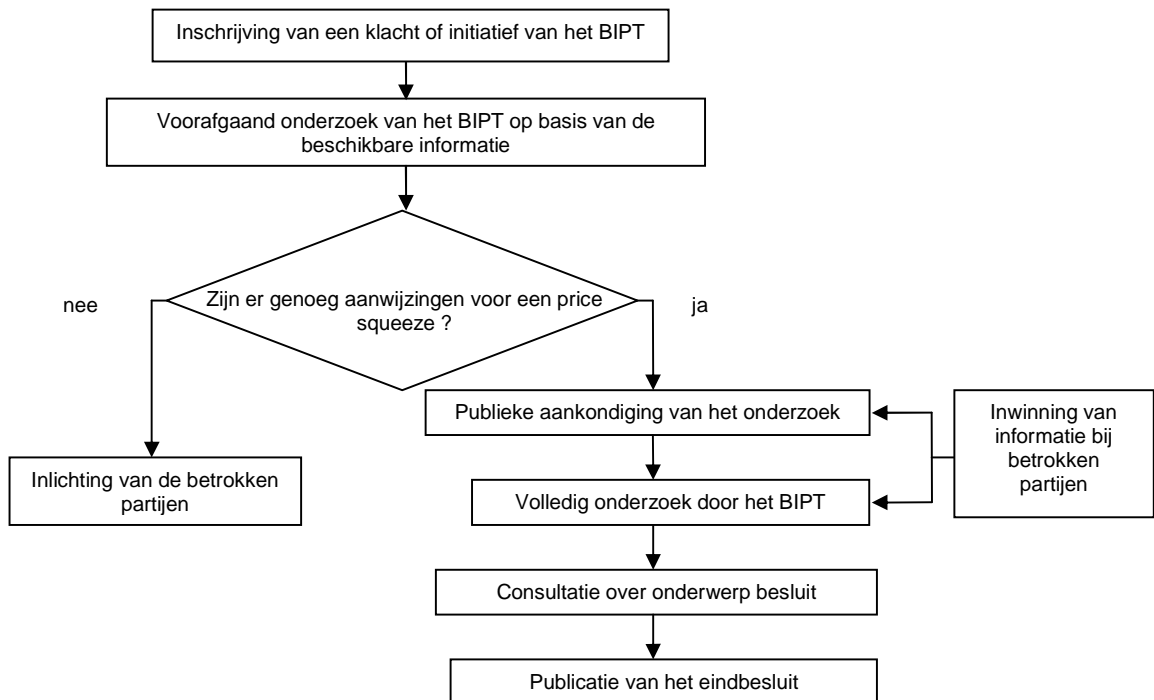 Inschrijving van een klacht of initiatief van het BIPT
Voorafgaand onderzoek van het BIPT op basis van de
beschikbare informatie
nee
Zijn er genoeg aanwijzingen voor een price
squeeze ?
ja
Publieke aankondiging van het onderzoek
Inwinning van
informatie bij
betrokken
partijen
Inlichting van de betrokken
partijen
Volledig onderzoek door het BIPT
Consultatie over onderwerp besluit
Publicatie van het eindbesluit